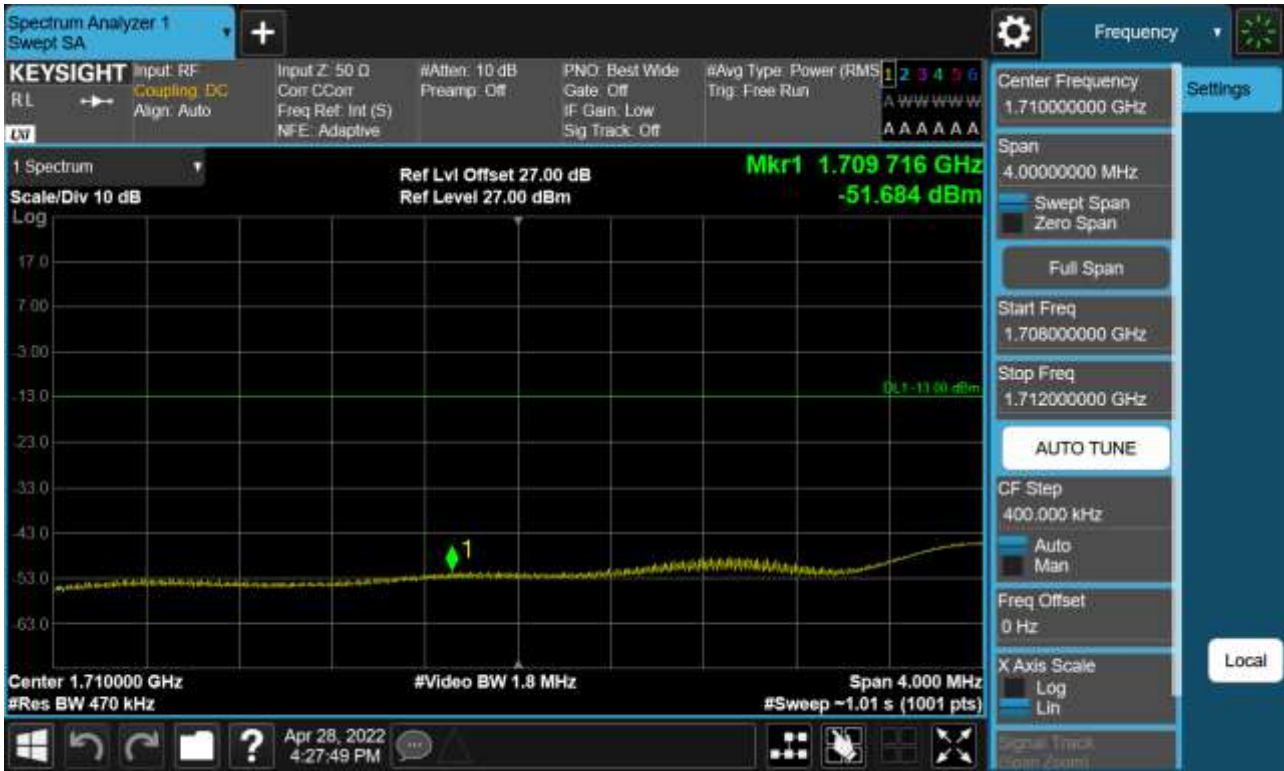 Spectrum Analyzer 1
Swept SA
+
Frequency
KEYSIGHT
RL
Input: RF
Coupling: DC
Align: Auto
Input Z: 50 Ω
Corr CCorr
Freq Ref: Int (S)
NFE: Adaptive
#Atten: 10 dB
Preamp: Off
PNO: Best Wide
Gate: Off
IF Gain: Low
Sig Track: Off
#Avg Type: Power (RMS
Trig: Free Run
1 2 3 4 5 6
A W W W W W
A A A A A A
1 Spectrum
Scale/Div 10 dB
Log
Ref Lvl Offset 27.00 dB
Ref Level 27.00 dBm
Mkr1 1.709 716 GHz
-51.684 dBm
17.0
7.00
-3.00
-13.0
-23.0
-33.0
-43.0
-53.0
-63.0
DL1 -13.00 dBm
1
Center 1.710000 GHz
#Res BW 470 kHz
#Video BW 1.8 MHz
Span 4.000 MHz
#Sweep ~1.01 s (1001 pts)
Center Frequency
1.710000000 GHz
Settings
Span
4.00000000 MHz
Swept Span
Zero Span
Full Span
Start Freq
1.708000000 GHz
Stop Freq
1.712000000 GHz
AUTO TUNE
CF Step
400.000 kHz
Auto
Man
Freq Offset
0 Hz
X Axis Scale
Log
Lin
Local
Signal Track
(Span Zoom)
?
Apr 28, 2022
4:27:49 PM